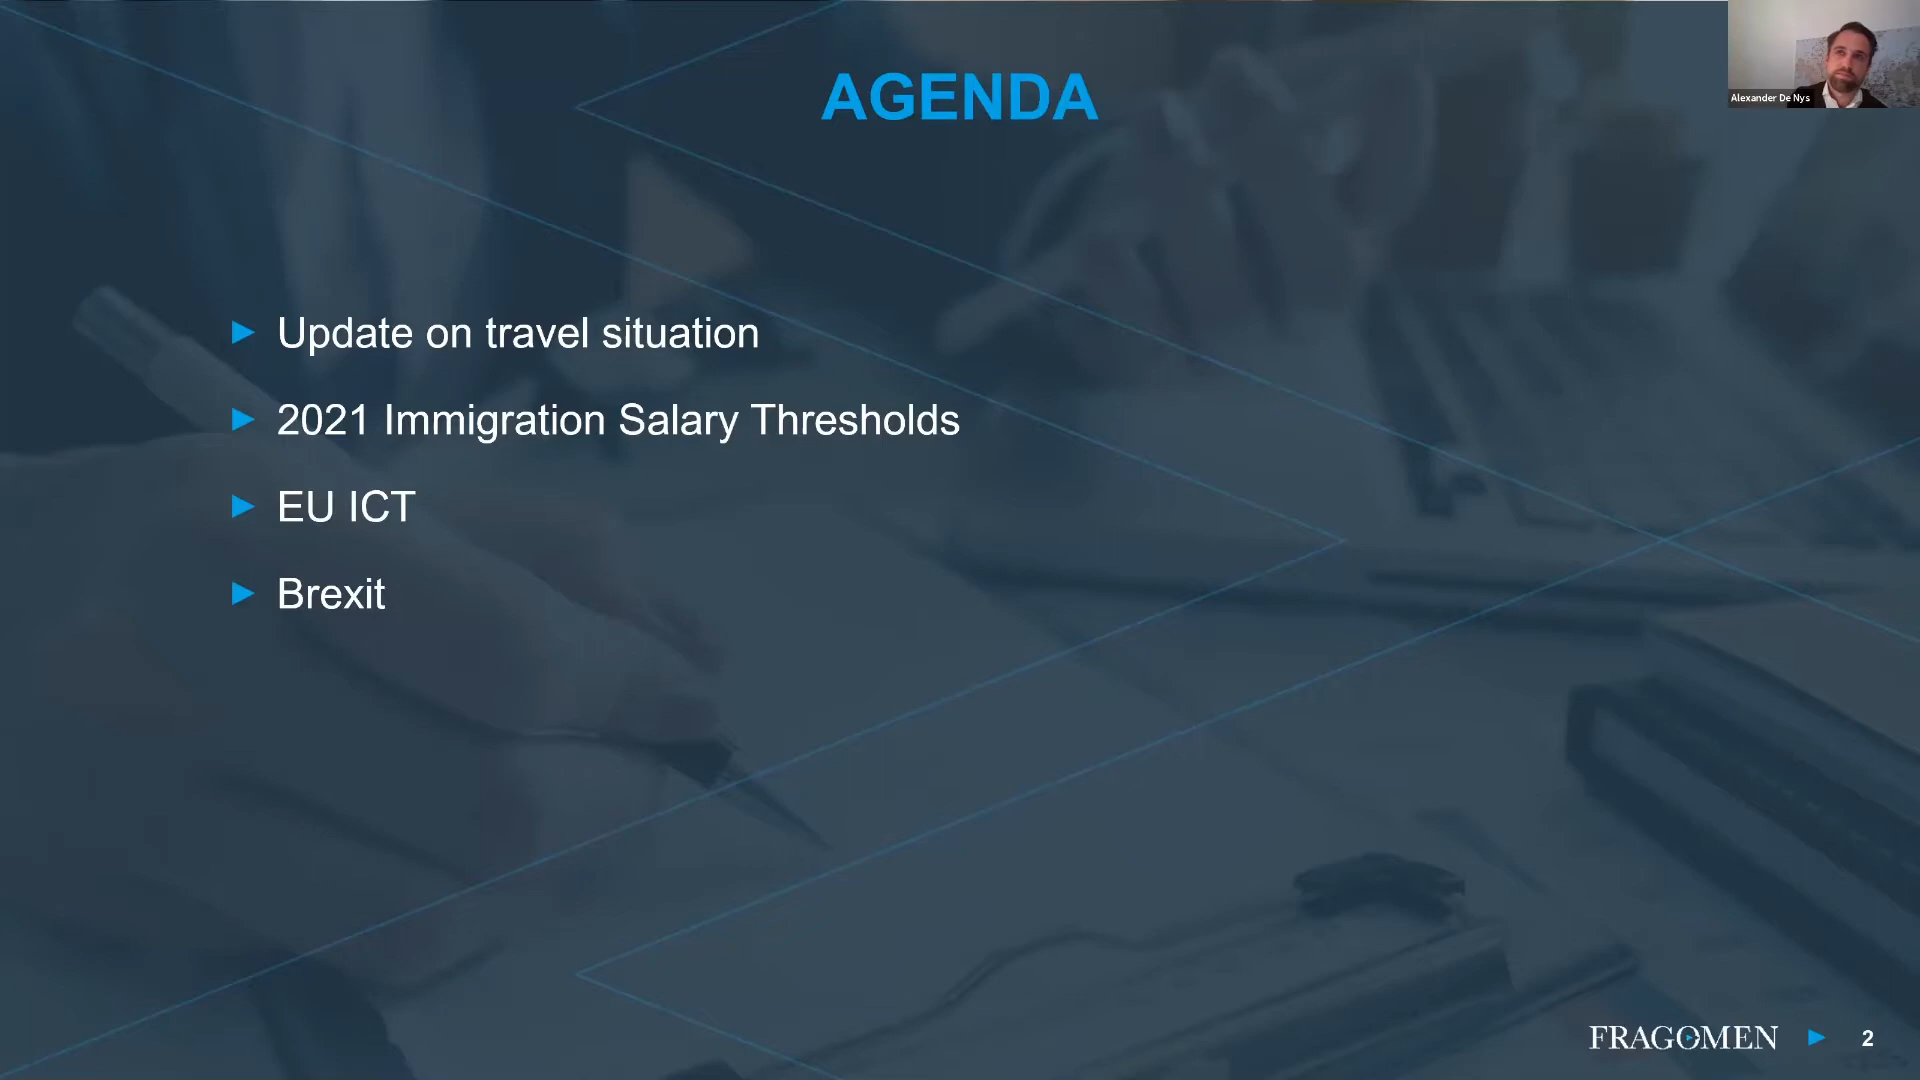 AGENDA
Alexander De Nys
Update on travel situation
2021 Immigration Salary Thresholds
EU ICT
Brexit
FRAGOMEN 2